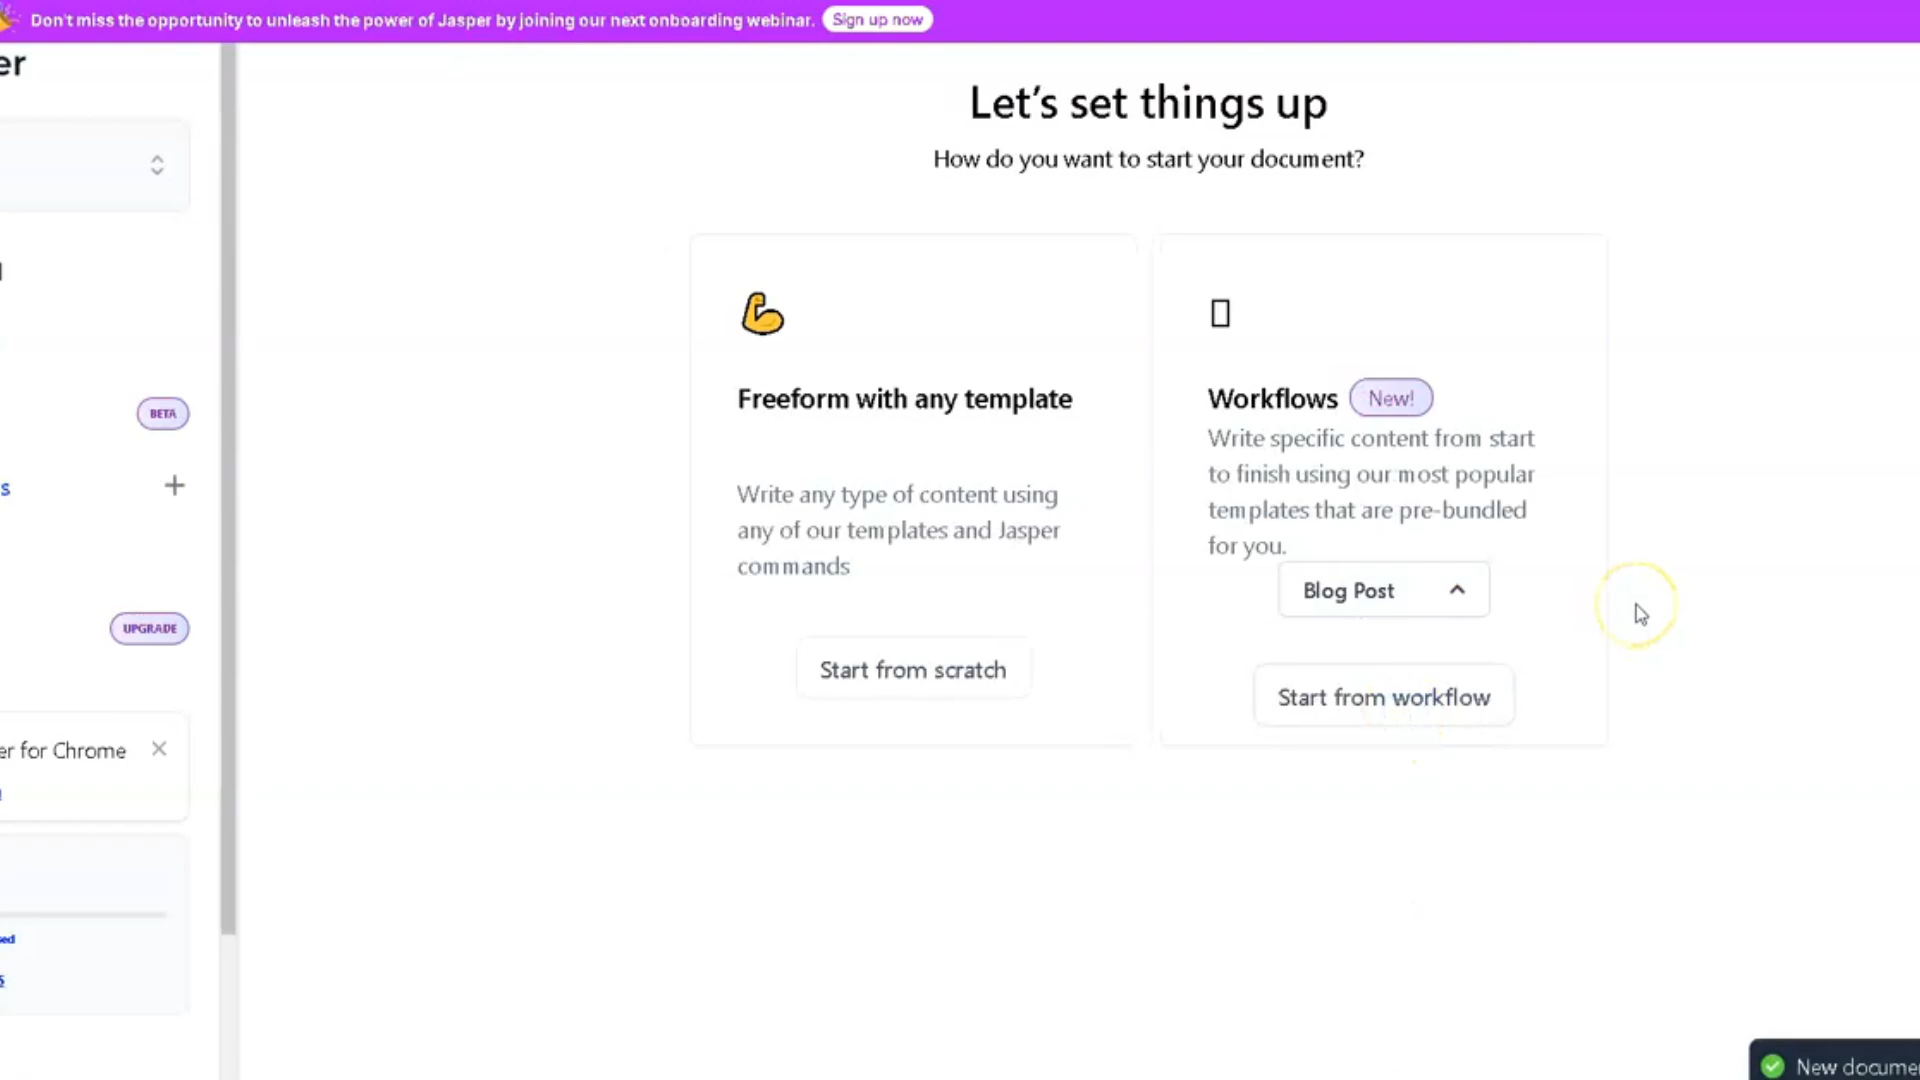 Don't miss the opportunity to unleash the power of Jasper by joining our next onboarding webinar. Sign up now
er
Let's set things up
How do you want to start your document?
Freeform with any template
Write any type of content using
any of our templates and Jasper
commands
Start from scratch
Workflows New!
Write specific content from start
to finish using our most popular
templates that are pre-bundled
for you.
Blog Post
Start from workflow
BETA
s
UPGRADE
er for Chrome
sed
New docume